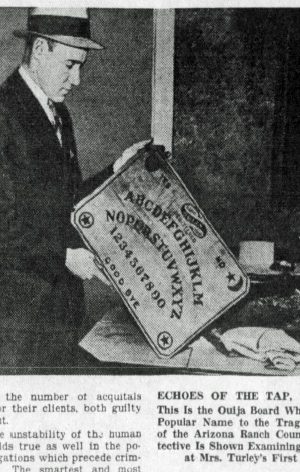 NO
ABCDEFGHIJKLM
NOPQRSTUVWXYZ
1234567890
GOOD BYE
the number of acquitals
or their clients, both guilty
unstability of the human
lds true as well in the po-
gations which precede crim-
The smartest and most
ECHOES OF THE TAP,
This Is the Ouija Board Wh
Popular Name to the Trag
of the Arizona Ranch Coun
tective Is Shown Examining
at Mrs. Turley's First